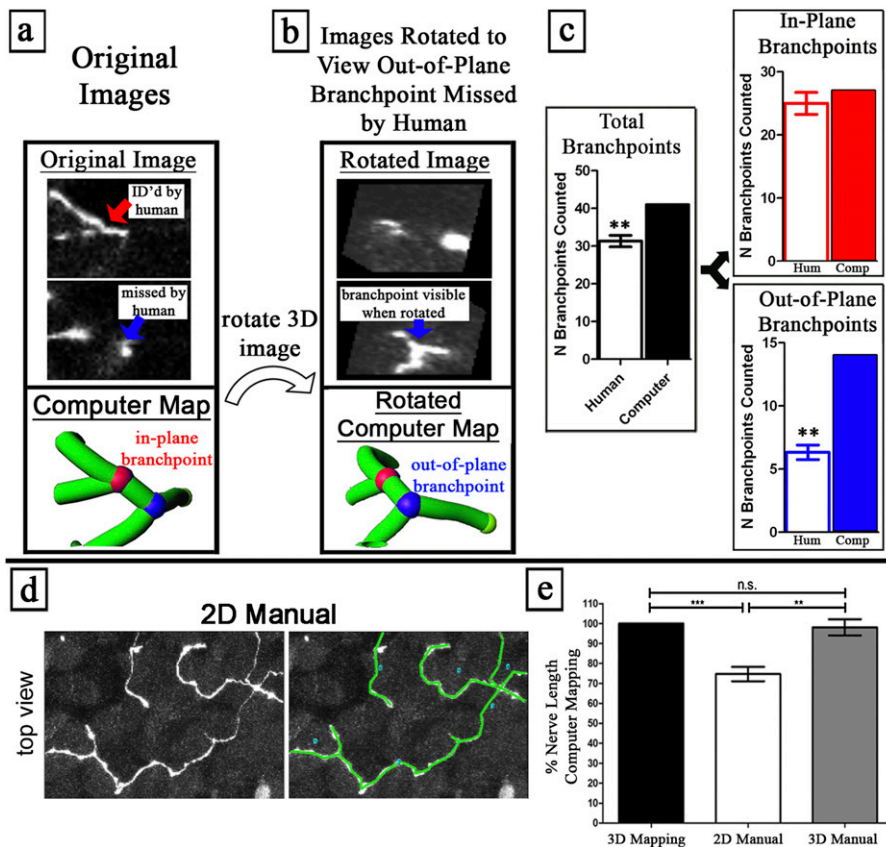 a
Original
Images
Original Image
ID'd by
human
missed by
human
Computer Map
in-plane
branchpoint
rotate 3D
image
b
Images Rotated to
View Out-of-Plane
Branchpoint Missed
by Human
Rotated Image
branchpoint visible
when rotated
Rotated
Computer Map
out-of-plane
branchpoint
c
Total
Branchpoints
N Branchpoints Counted
50
40
30
20
10
0
**
Human
Computer
In-Plane
Branchpoints
N Branchpoints Counted
30
20
10
0
Hum Comp
Out-of-Plane
Branchpoints
N Branchpoints Counted
15
10
5
0
**
Hum Comp
d
2D Manual
top view
e
n.s.
*** **
% Nerve Length
Computer Mapping
110
100
90
80
70
60
50
40
30
20
10
0
3D Mapping 2D Manual 3D Manual